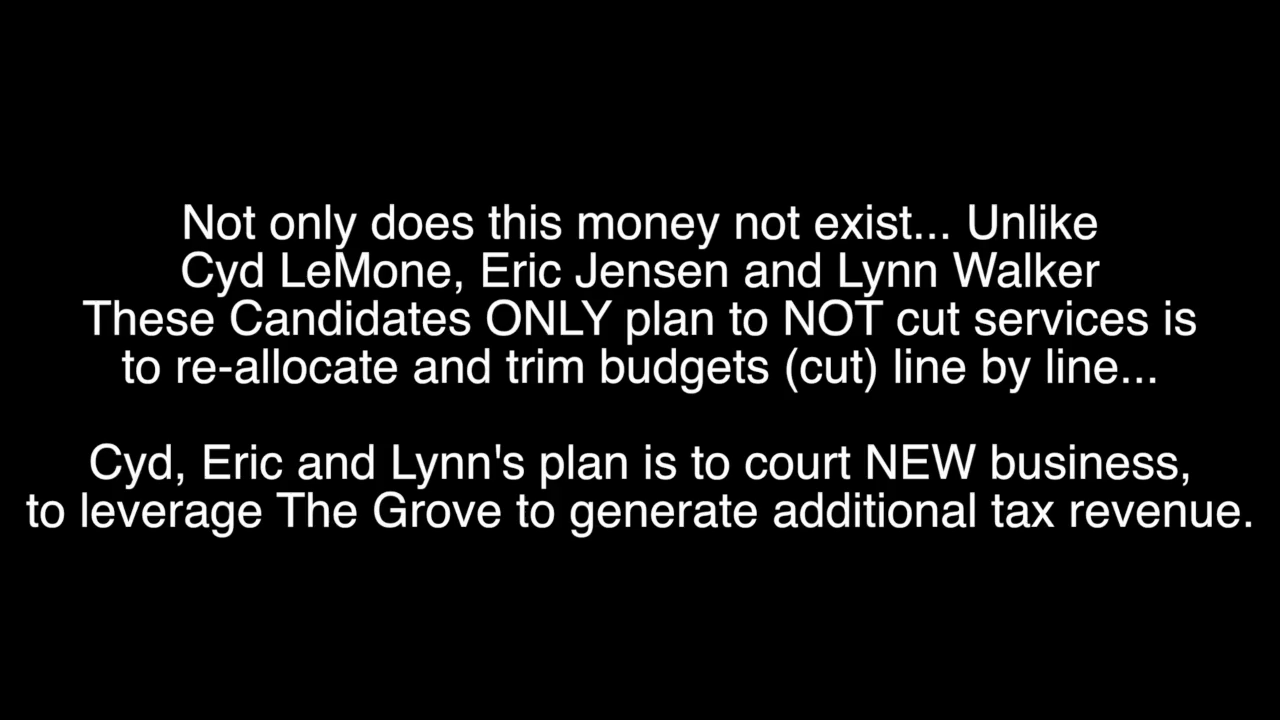 Not only does this money not exist... Unlike
Cyd LeMone, Eric Jensen and Lynn Walker
These Candidates ONLY plan to NOT cut services is
to re-allocate and trim budgets (cut) line by line...
Cyd, Eric and Lynn's plan is to court NEW business,
to leverage The Grove to generate additional tax revenue.